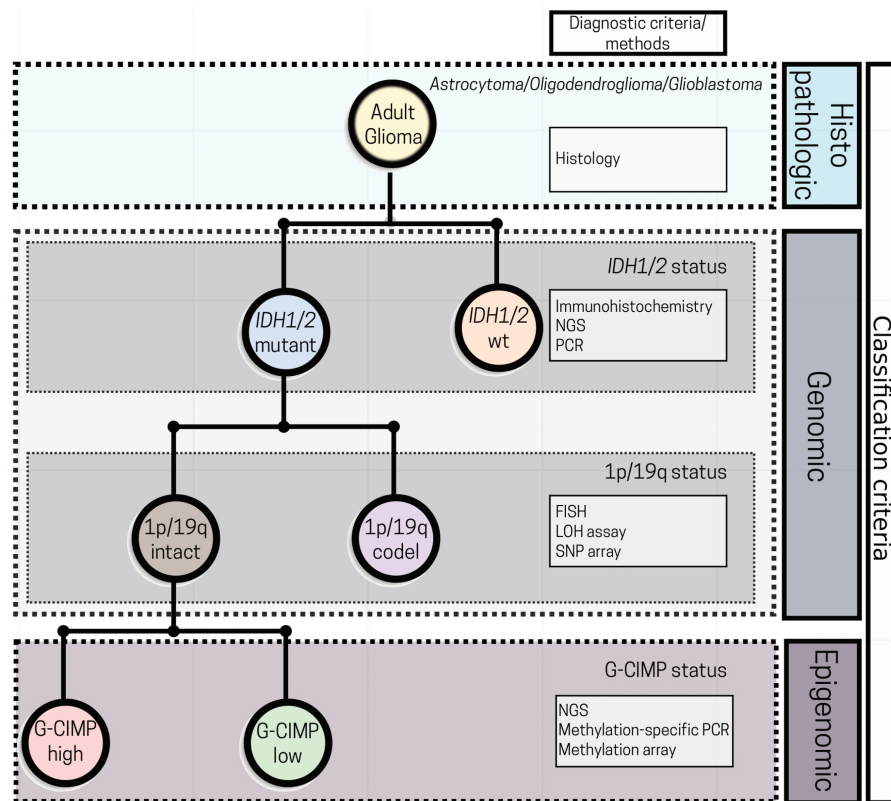 Diagnostic criteria/
methods
Astrocytoma/Oligodendroglioma/Glioblastoma
Adult
Glioma
Histology
Histo
pathologic
IDH1/2 status
IDH1/2
mutant
IDH1/2
wt
Immunohistochemistry
NGS
PCR
Genomic
Classification criteria
1p/19q status
1p/19q
intact
1p/19q
codel
FISH
LOH assay
SNP array
G-CIMP status
G-CIMP
high
G-CIMP
low
NGS
Methylation-specific PCR
Methylation array
Epigenomic